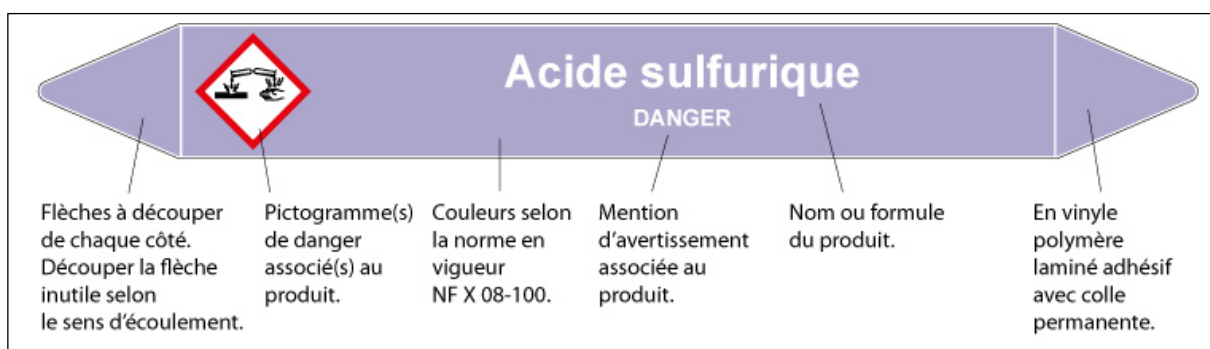 Acide sulfurique
DANGER
Flèches à découper
de chaque côté.
Découper la flèche
inutile selon
le sens d’écoulement.
Pictogramme(s)
de danger
associé(s) au
produit.
Couleurs selon
la norme en
vigueur
NF X 08-100.
Mention
d’avertissement
associée au
produit.
Nom ou formule
du produit.
En vinyle
polymère
laminé adhésif
avec colle
permanente.